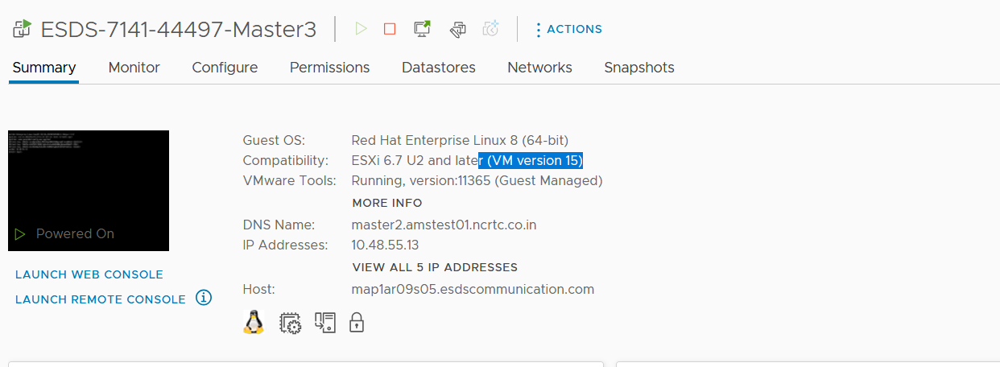 ESDS-7141-44497-Master3
ACTIONS
Summary Monitor Configure Permissions Datastores Networks Snapshots
Guest OS: Red Hat Enterprise Linux 8 (64-bit)
Compatibility: ESXi 6.7 U2 and later (VM version 15)
VMware Tools: Running, version:11365 (Guest Managed)
MORE INFO
DNS Name: master2.amstest01.ncrtc.co.in
IP Addresses: 10.48.55.13
VIEW ALL 5 IP ADDRESSES
Host: map1ar09s05.esdscommunication.com
Powered On
LAUNCH WEB CONSOLE
LAUNCH REMOTE CONSOLE